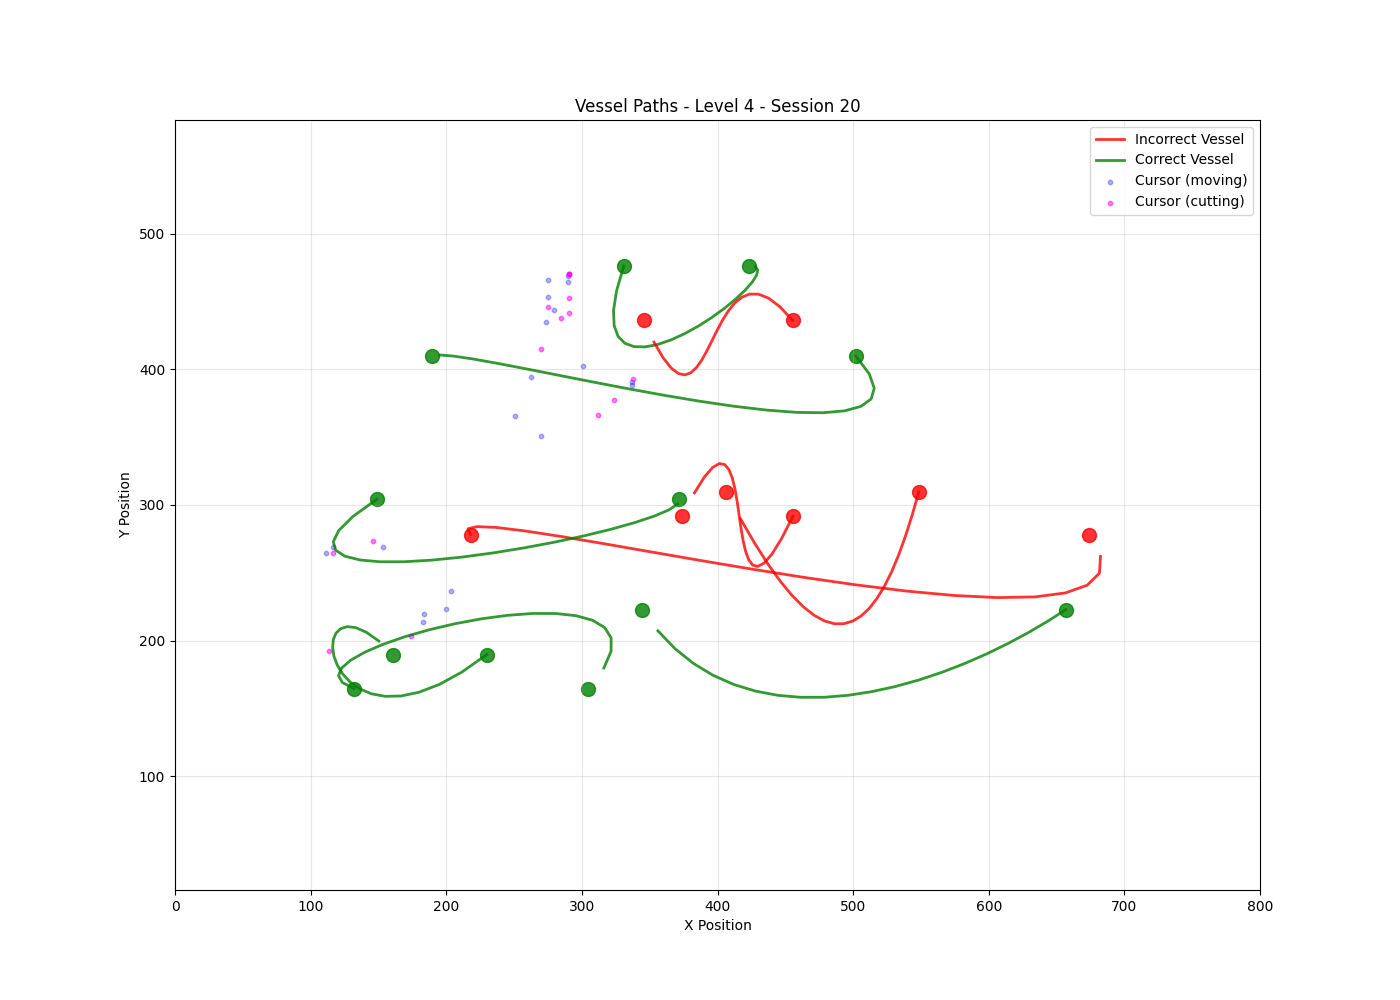 Vessel Paths - Level 4 - Session 20
Incorrect Vessel
Correct Vessel
Cursor (moving)
Cursor (cutting)
500
400
300
200
100
Y Position
0 100 200 300 400 500 600 700 800
X Position